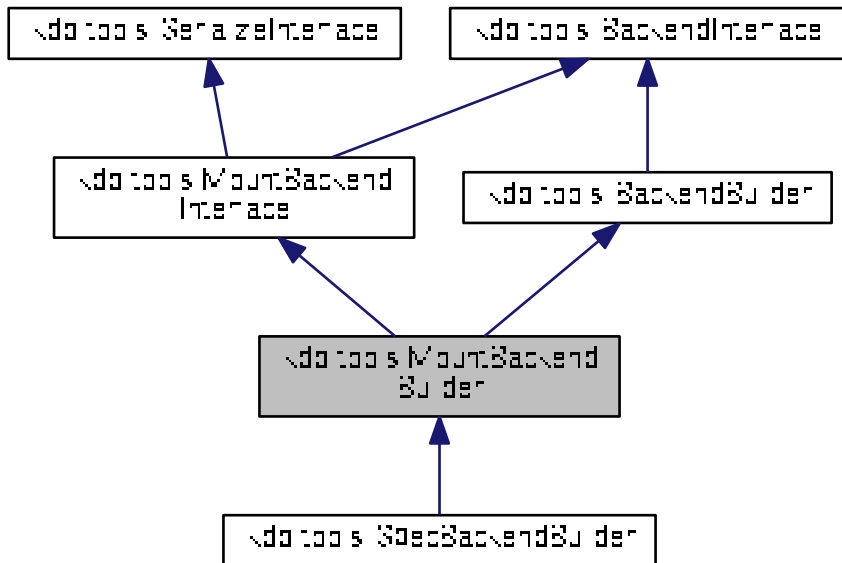 kdb::tools::SerializeInterface
kdb::tools::BackendInterface
kdb::tools::MountBackend
Interface
kdb::tools::BackendBuilder
kdb::tools::MountBackend
Builder
kdb::tools::SpecBackendBuilder